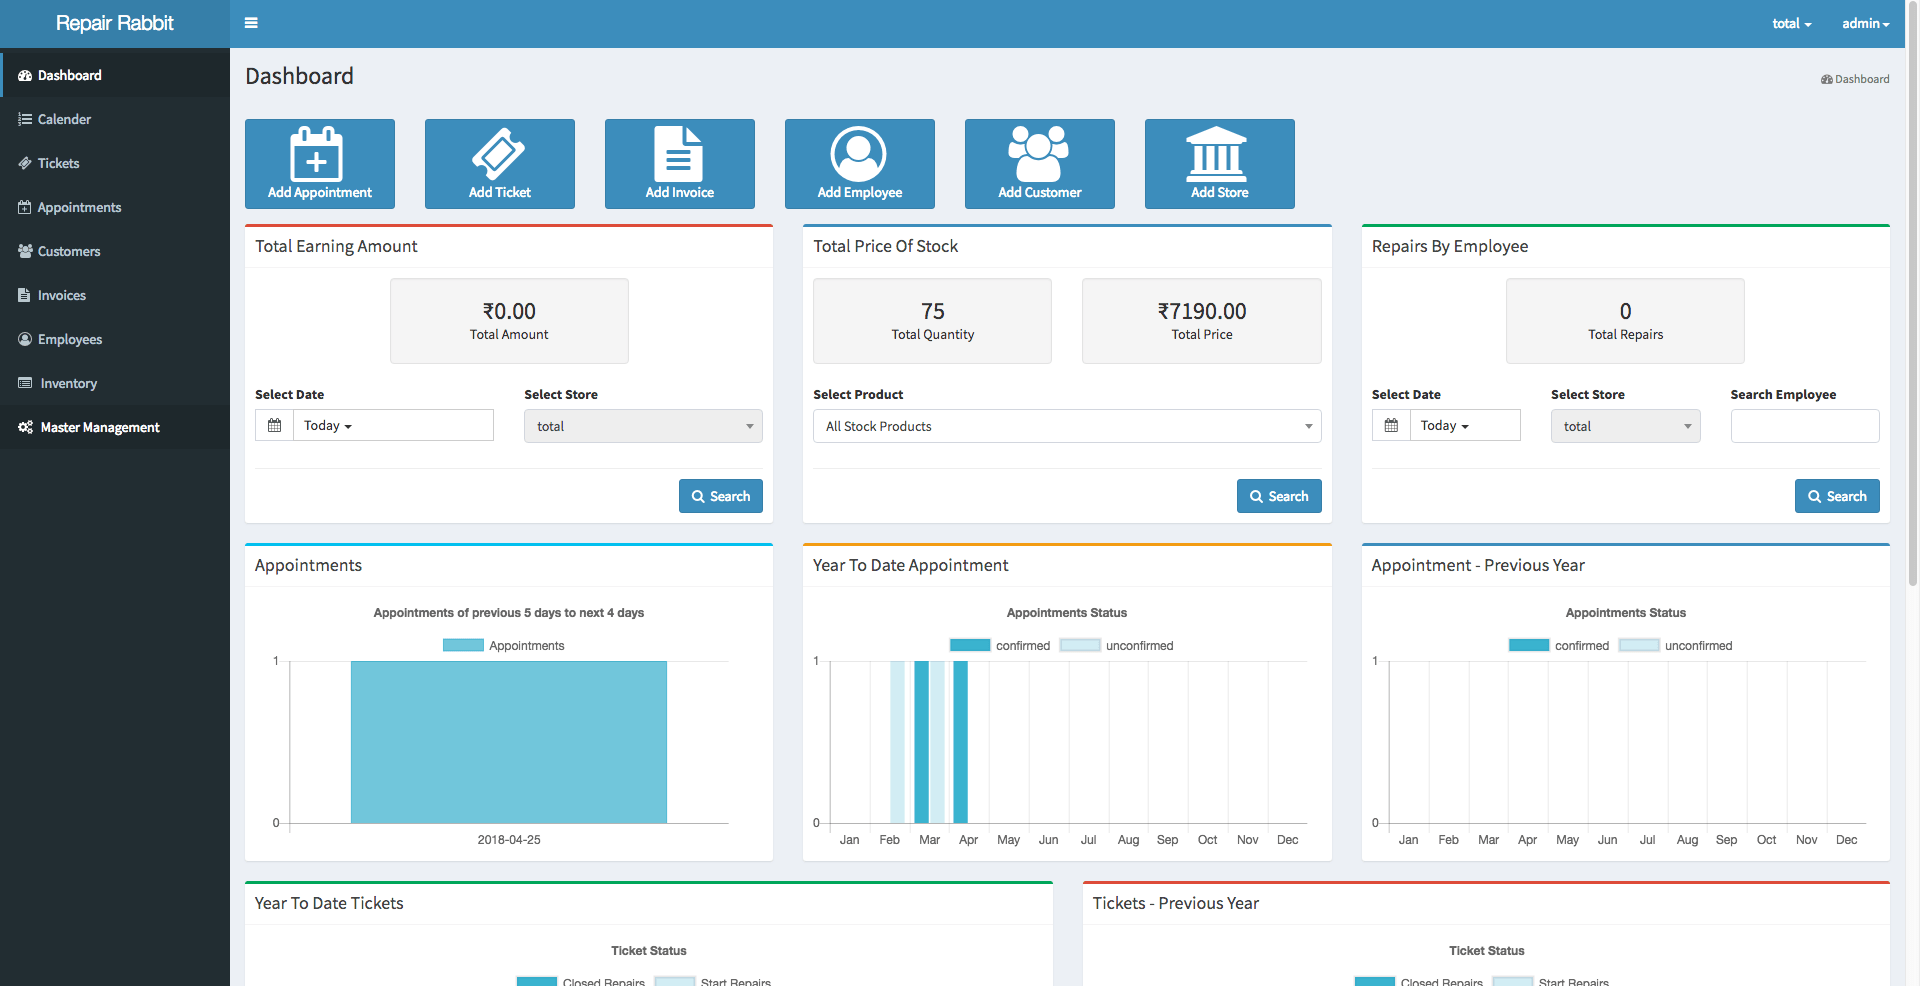 Repair Rabbit
total
admin
Dashboard
Calender
Tickets
Appointments
Customers
Invoices
Employees
Inventory
Master Management
Dashboard
Dashboard
Add Appointment
Add Ticket
Add Invoice
Add Employee
Add Customer
Add Store
Total Earning Amount
₹0.00
Total Amount
Select Date
Select Store
Today
total
Search
Total Price Of Stock
75
Total Quantity
₹7190.00
Total Price
Select Product
All Stock Products
Search
Repairs By Employee
0
Total Repairs
Select Date
Select Store
Search Employee
Today
total
Search
Appointments
Appointments of previous 5 days to next 4 days
Appointments
1
0
2018-04-25
Year To Date Appointment
Appointments Status
confirmed unconfirmed
1
0
Jan Feb Mar Apr May Jun Jul Aug Sep Oct Nov Dec
Appointment - Previous Year
Appointments Status
confirmed unconfirmed
1
0
Jan Feb Mar Apr May Jun Jul Aug Sep Oct Nov Dec
Year To Date Tickets
Ticket Status
Closed Repairs Start Repairs
Tickets - Previous Year
Ticket Status
Closed Repairs Start Repairs